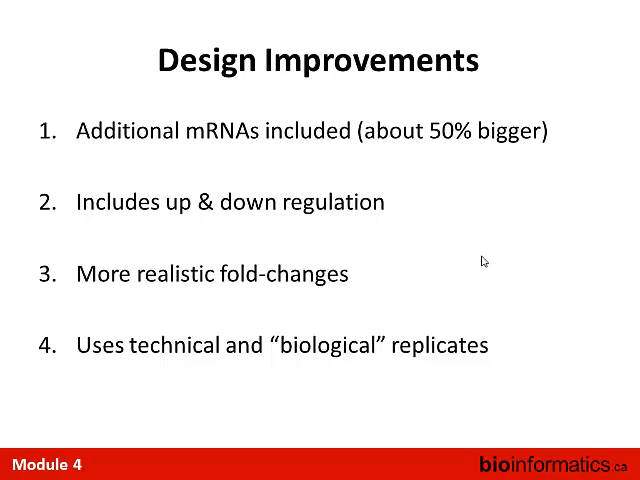 Design Improvements
1. Additional mRNAs included (about 50% bigger)
2. Includes up & down regulation
3. More realistic fold-changes
4. Uses technical and “biological” replicates
Module 4
bioinformatics.ca